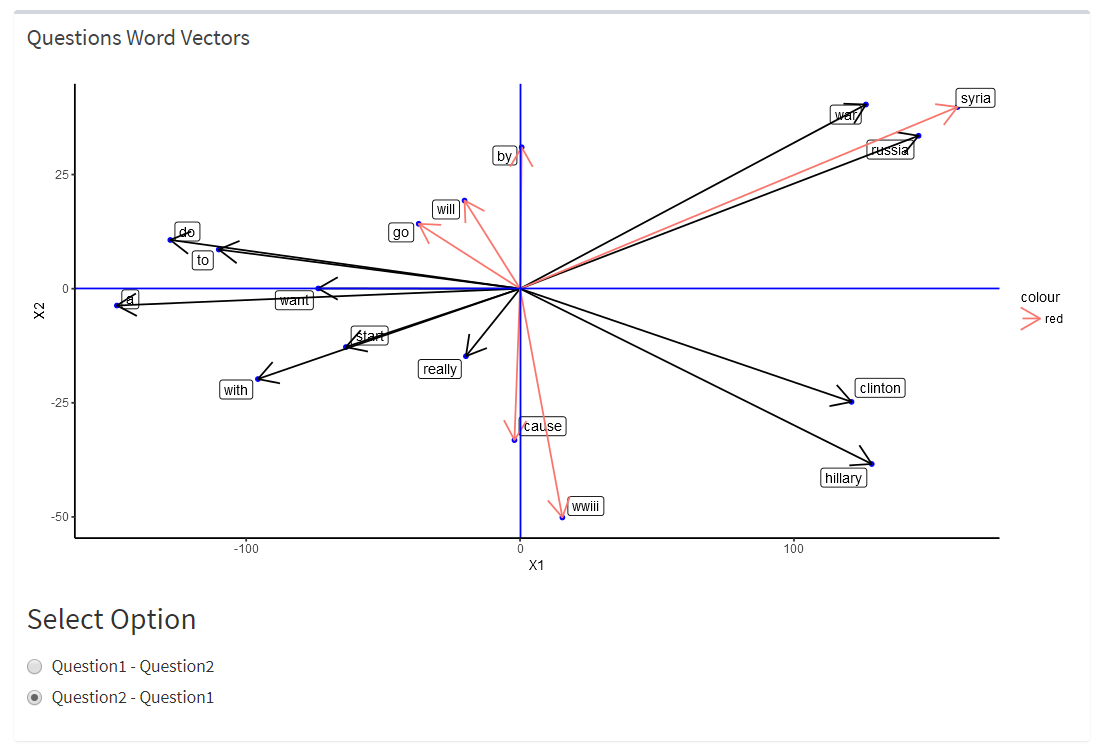 Questions Word Vectors
syria
war
russia
by
will
go
do
to
a
want
start
really
with
cause
wwiii
clinton
hillary
25
0
-25
-50
X2
-100
0
100
X1
colour
red
Select Option
Question1 - Question2
Question2 - Question1